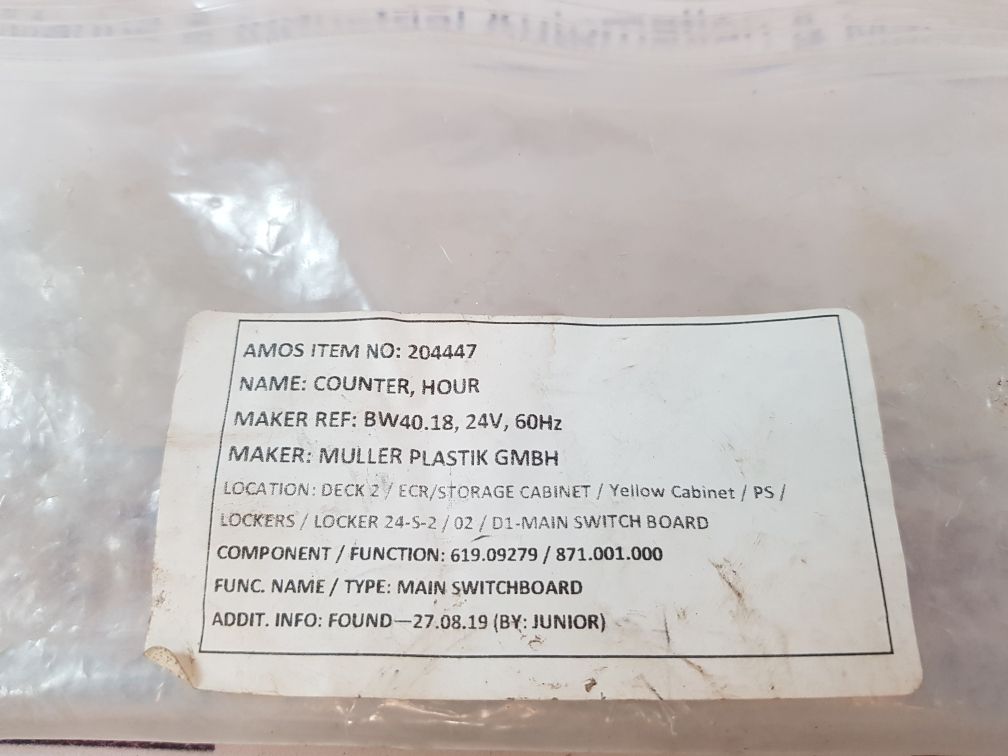 AMOS ITEM NO: 204447
NAME: COUNTER, HOUR
MAKER REF: BW40.18, 24V, 60Hz
MAKER: MULLER PLASTIK GMBH
LOCATION: DECK 2 / ECR/STORAGE CABINET / Yellow Cabinet / PS /
LOCKERS / LOCKER 24-S-2 / 02 / D1-MAIN SWITCH BOARD
COMPONENT / FUNCTION: 619.09279 / 871.001.000
FUNC. NAME / TYPE: MAIN SWITCHBOARD
ADDIT. INFO: FOUND—27.08.19 (BY: JUNIOR)